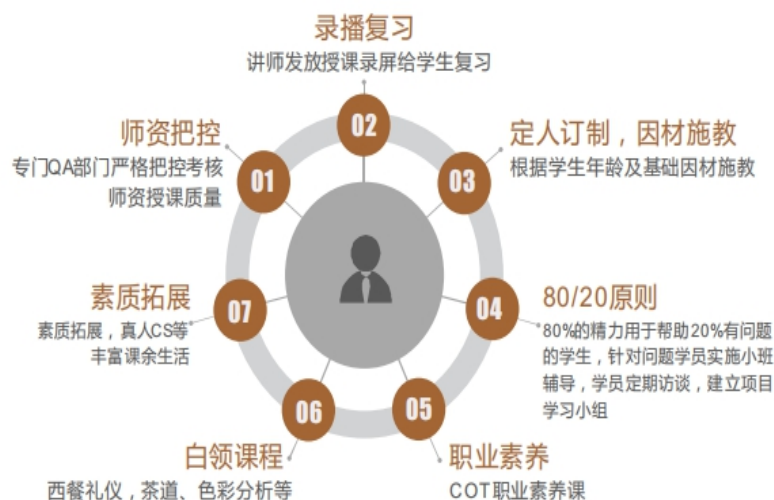 录播复习
讲师发放授课录屏给学生复习
02
师资把控
专门QA部门严格把控考核
师资授课质量
01
定人订制，因材施教
根据学生年龄及基础因材施教
03
80/20原则
80%的精力用于帮助20%有问题
的学生，针对问题学员实施小班
辅导，学员定期访谈，建立项目
学习小组
04
素质拓展
素质拓展，真人CS等
丰富课余生活
07
06
05
白领课程
西餐礼仪，茶道、色彩分析等
职业素养
COT职业素养课